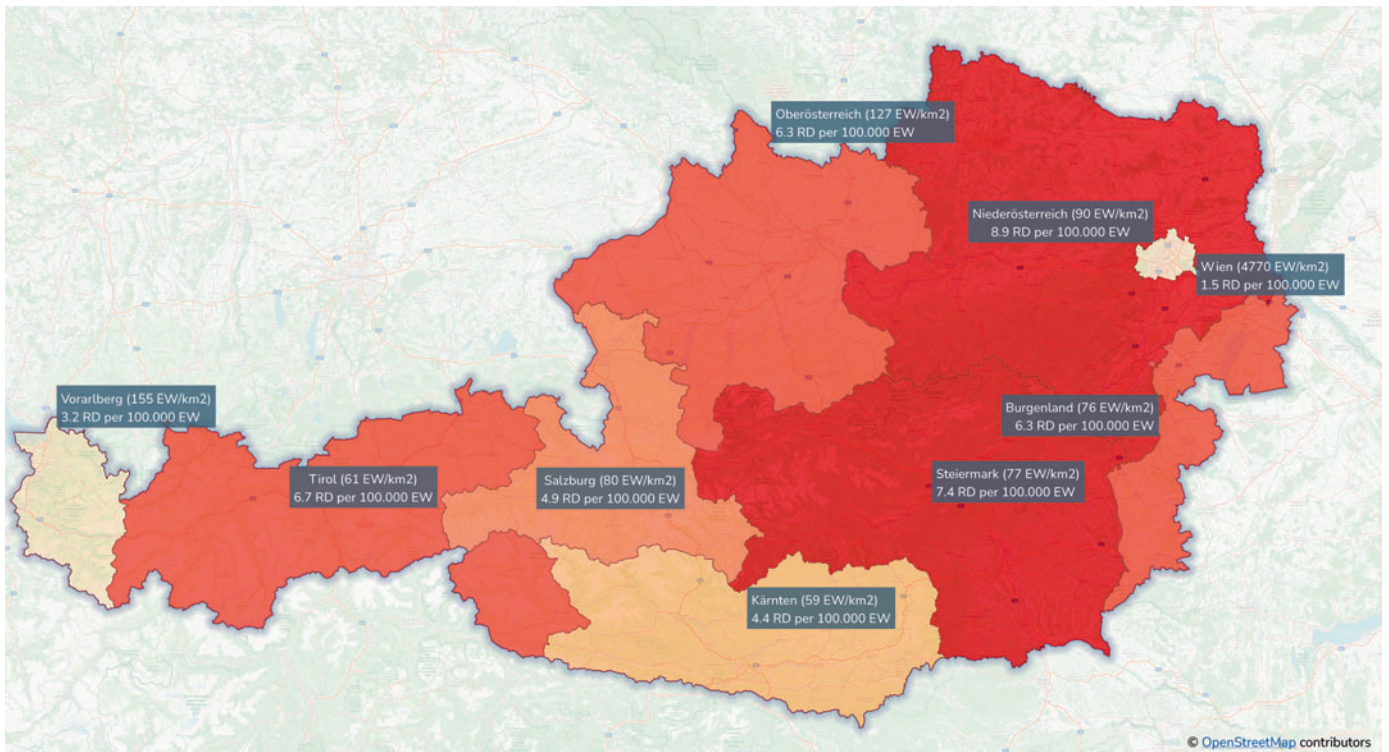 Oberösterreich (127 EW/km2)
6.3 RD per 100.000 EW
Niederösterreich (90 EW/km2)
8.9 RD per 100.000 EW
Wien (4770 EW/km2)
1.5 RD per 100.000 EW
Vorarlberg (155 EW/km2)
3.2 RD per 100.000 EW
Burgenland (76 EW/km2)
6.3 RD per 100.000 EW
Tirol (61 EW/km2)
6.7 RD per 100.000 EW
Salzburg (80 EW/km2)
4.9 RD per 100.000 EW
Steiermark (77 EW/km2)
7.4 RD per 100.000 EW
Kärnten (59 EW/km2)
4.4 RD per 100.000 EW
© OpenStreetMap contributors